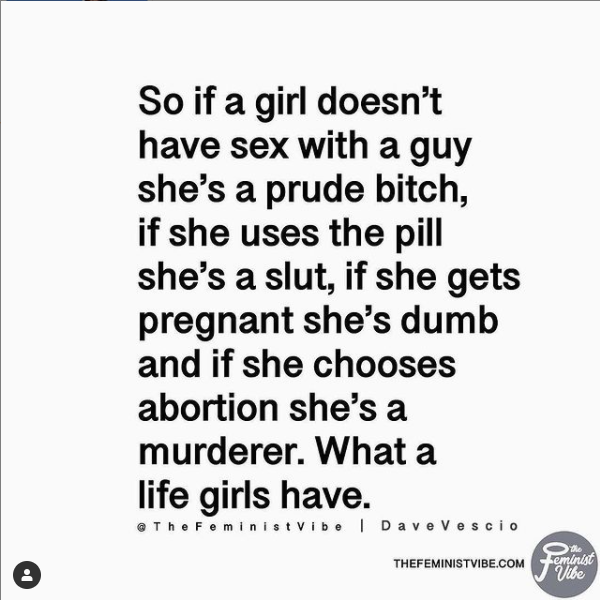 So if a girl doesn't
have sex with a guy
she's a prude bitch,
if she uses the pill
she's a slut, if she gets
pregnant she's dumb
and if she chooses
abortion she's a
murderer. What a
life girls have.
@TheFeministVibe | DaveVescio
THEFEMINISTVIBE.COM
the
Feminist
Vibe